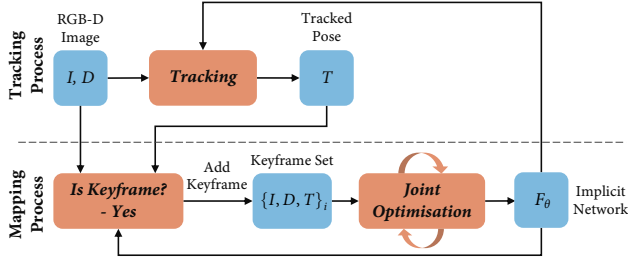 Tracking
Process
RGB-D
Image
I, D
Tracking
Tracked
Pose
T
Mapping
Process
Is Keyframe?
- Yes
Add
Keyframe
Keyframe Set
{I, D, T}ᵢ
Joint
Optimisation
F_θ
Implicit
Network